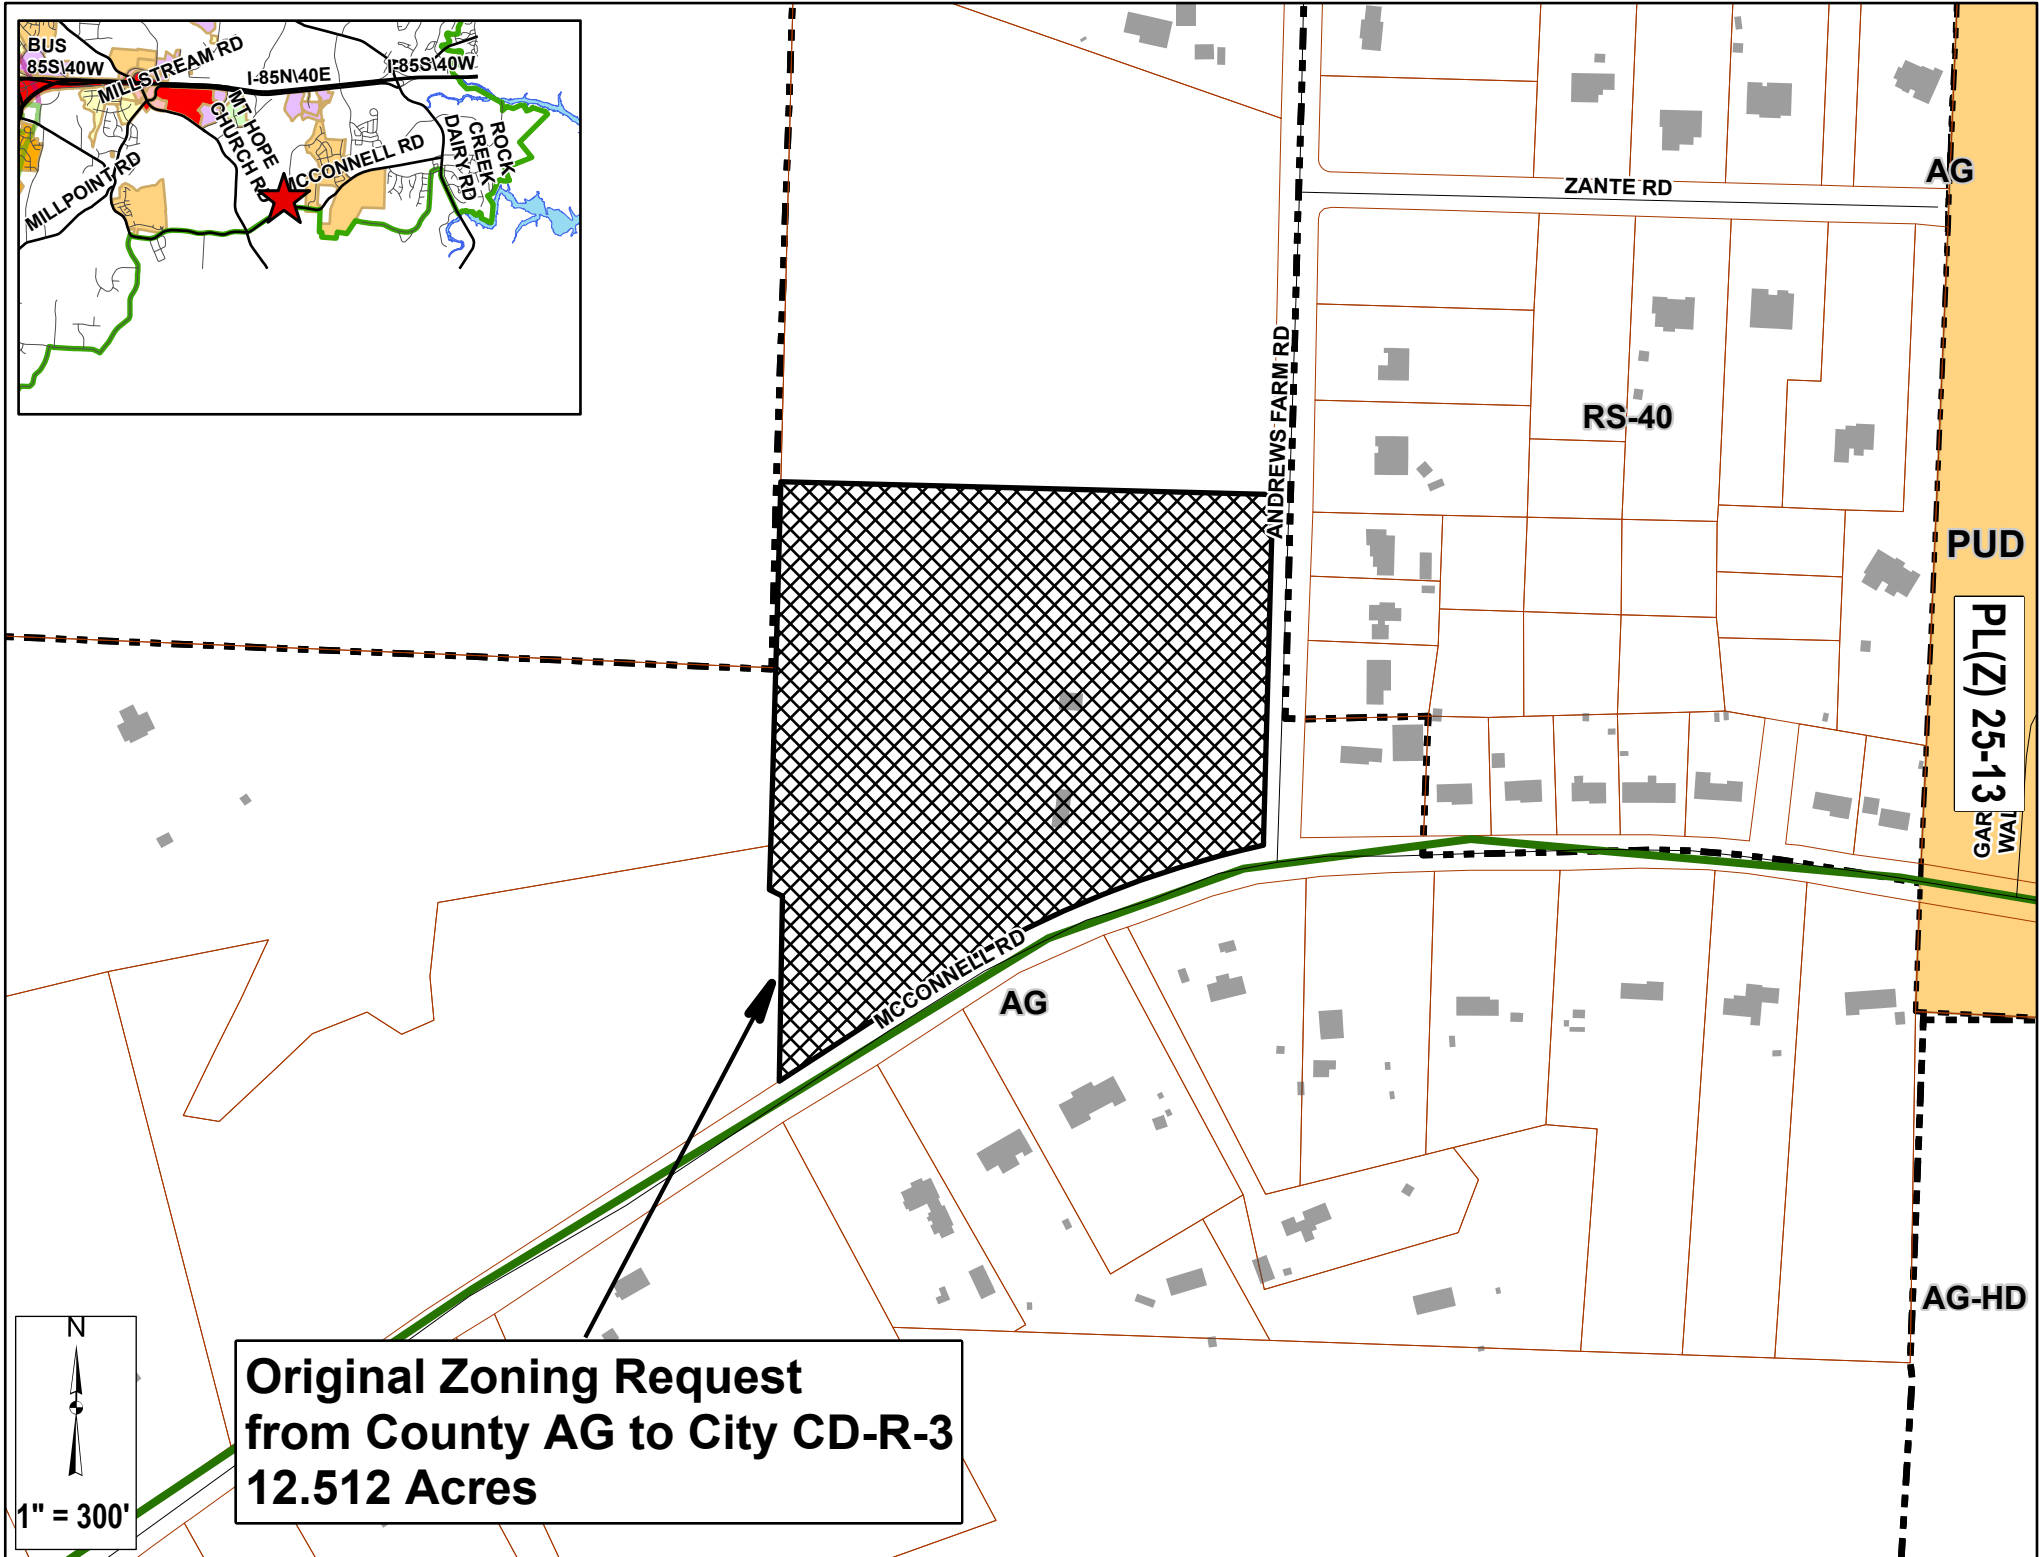 BUS
85S\40W
MILLSTREAM RD
I-85N\40E
I-85S\40W
MT HOPE
CHURCH RD
MCCONNELL RD
ROCK
CREEK
DAIRY RD
MILLPOINT RD
AG
ZANTE RD
ANDREWS FARM RD
RS-40
PUD
PL(Z) 25-13
GAR
WAL
MCCONNELL RD
AG
AG-HD
N
1" = 300'
Original Zoning Request
from County AG to City CD-R-3
12.512 Acres